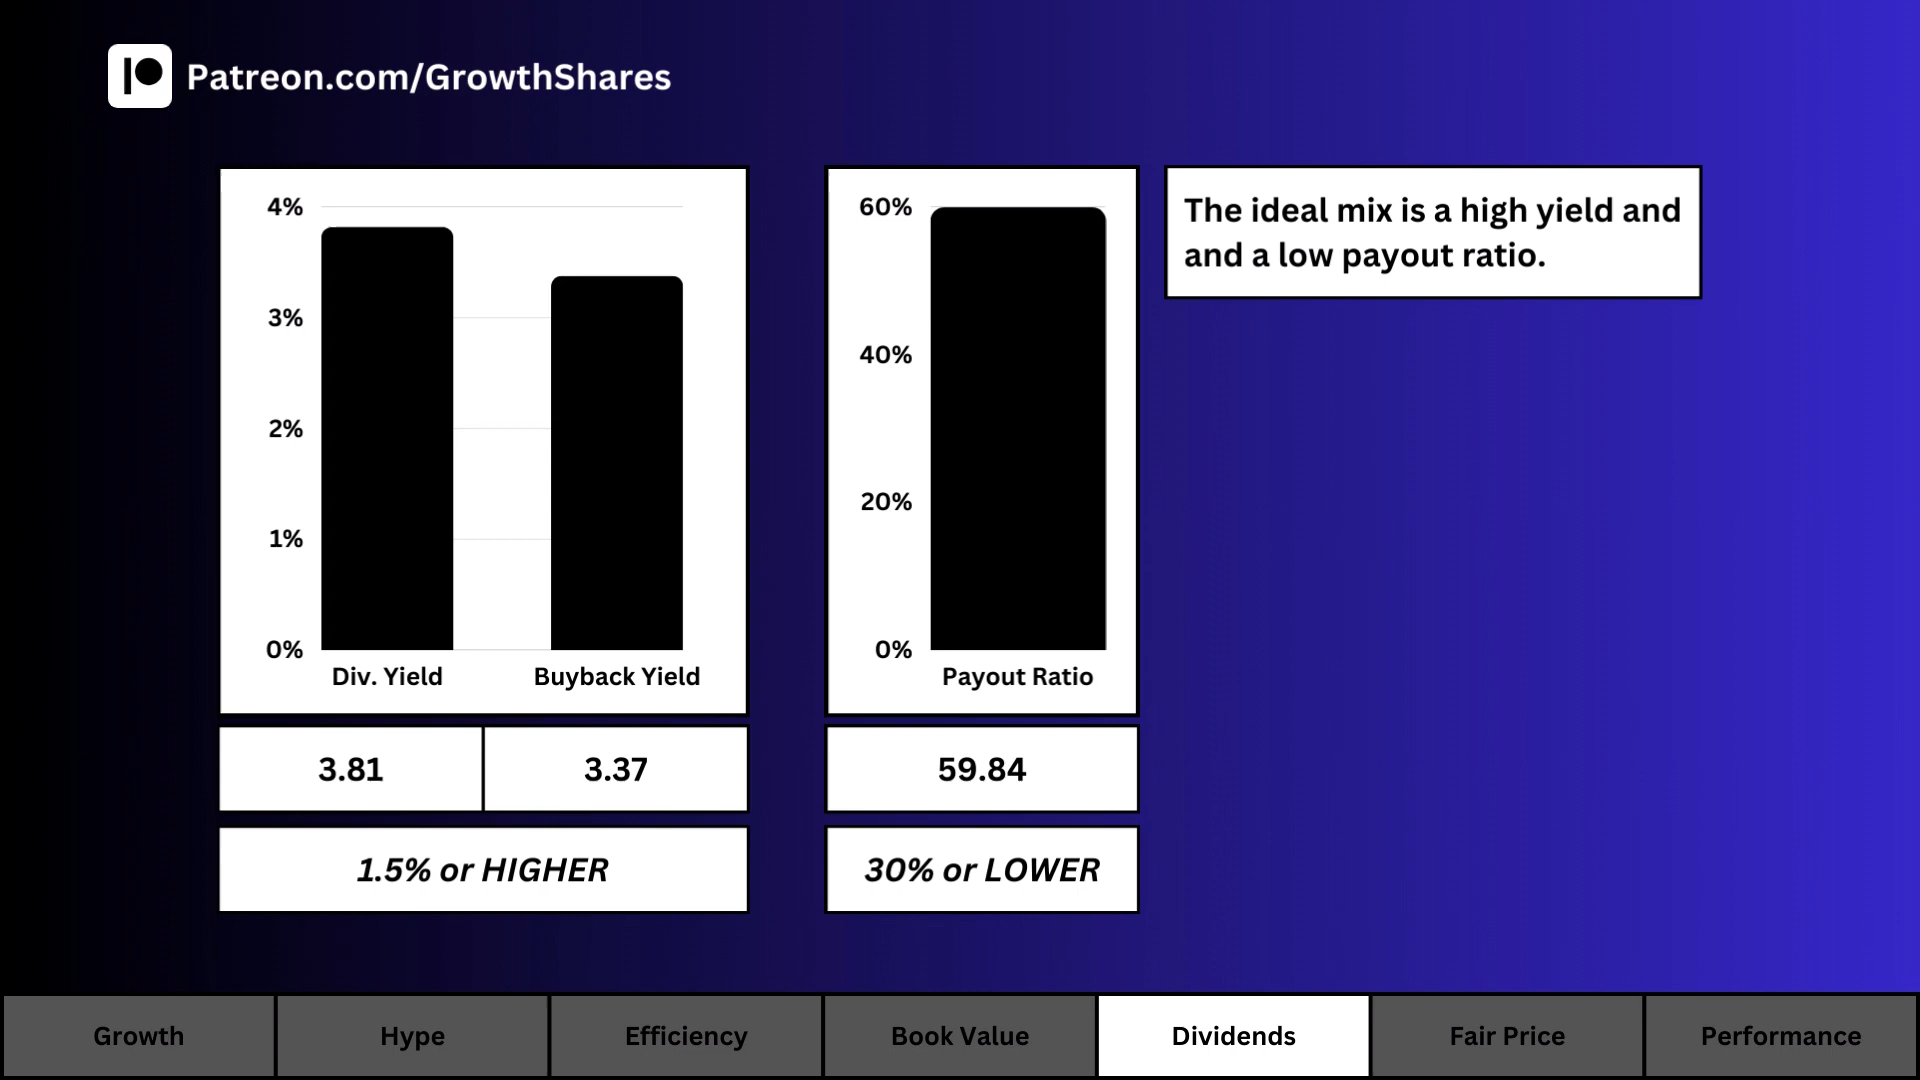 Patreon.com/GrowthShares
4%
3%
2%
1%
0%
Div. Yield
Buyback Yield
3.81
3.37
1.5% or HIGHER
60%
40%
20%
0%
Payout Ratio
59.84
30% or LOWER
The ideal mix is a high yield and
and a low payout ratio.
Growth
Hype
Efficiency
Book Value
Dividends
Fair Price
Performance